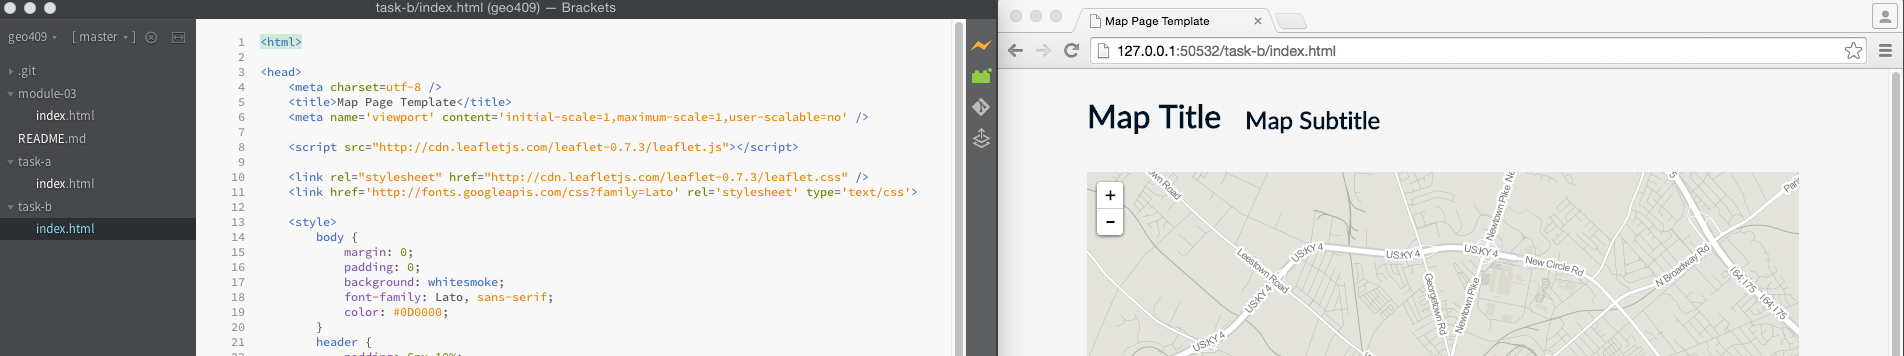 task-b/index.html (geo409) — Brackets
geo409
[ master ]
.git
module-03
index.html
README.md
task-a
index.html
task-b
index.html
1 <html>
2
3 <head>
4 <meta charset=utf-8 />
5 <title>Map Page Template</title>
6 <meta name='viewport' content='initial-scale=1,maximum-scale=1,user-scalable=no' />
7
8 <script src="http://cdn.leafletjs.com/leaflet-0.7.3/leaflet.js"></script>
9
10 <link rel="stylesheet" href="http://cdn.leafletjs.com/leaflet-0.7.3/leaflet.css" />
11 <link href='http://fonts.googleapis.com/css?family=Lato' rel='stylesheet' type='text/css'>
12
13 <style>
14 body {
15 margin: 0;
16 padding: 0;
17 background: whitesmoke;
18 font-family: Lato, sans-serif;
19 color: #0D0000;
20 }
21 header {
Map Page Template
127.0.0.1:50532/task-b/index.html
Map Title Map Subtitle
+
−
Leestown Road
US:KY 4
US:KY 4
US:KY 4
US:KY 4
US:KY 4
Georgetown Rd
Newtown Pike
Newtown Pike
New Circle Rd
N Broadway Rd
I 64;I 75
I 64;I 75